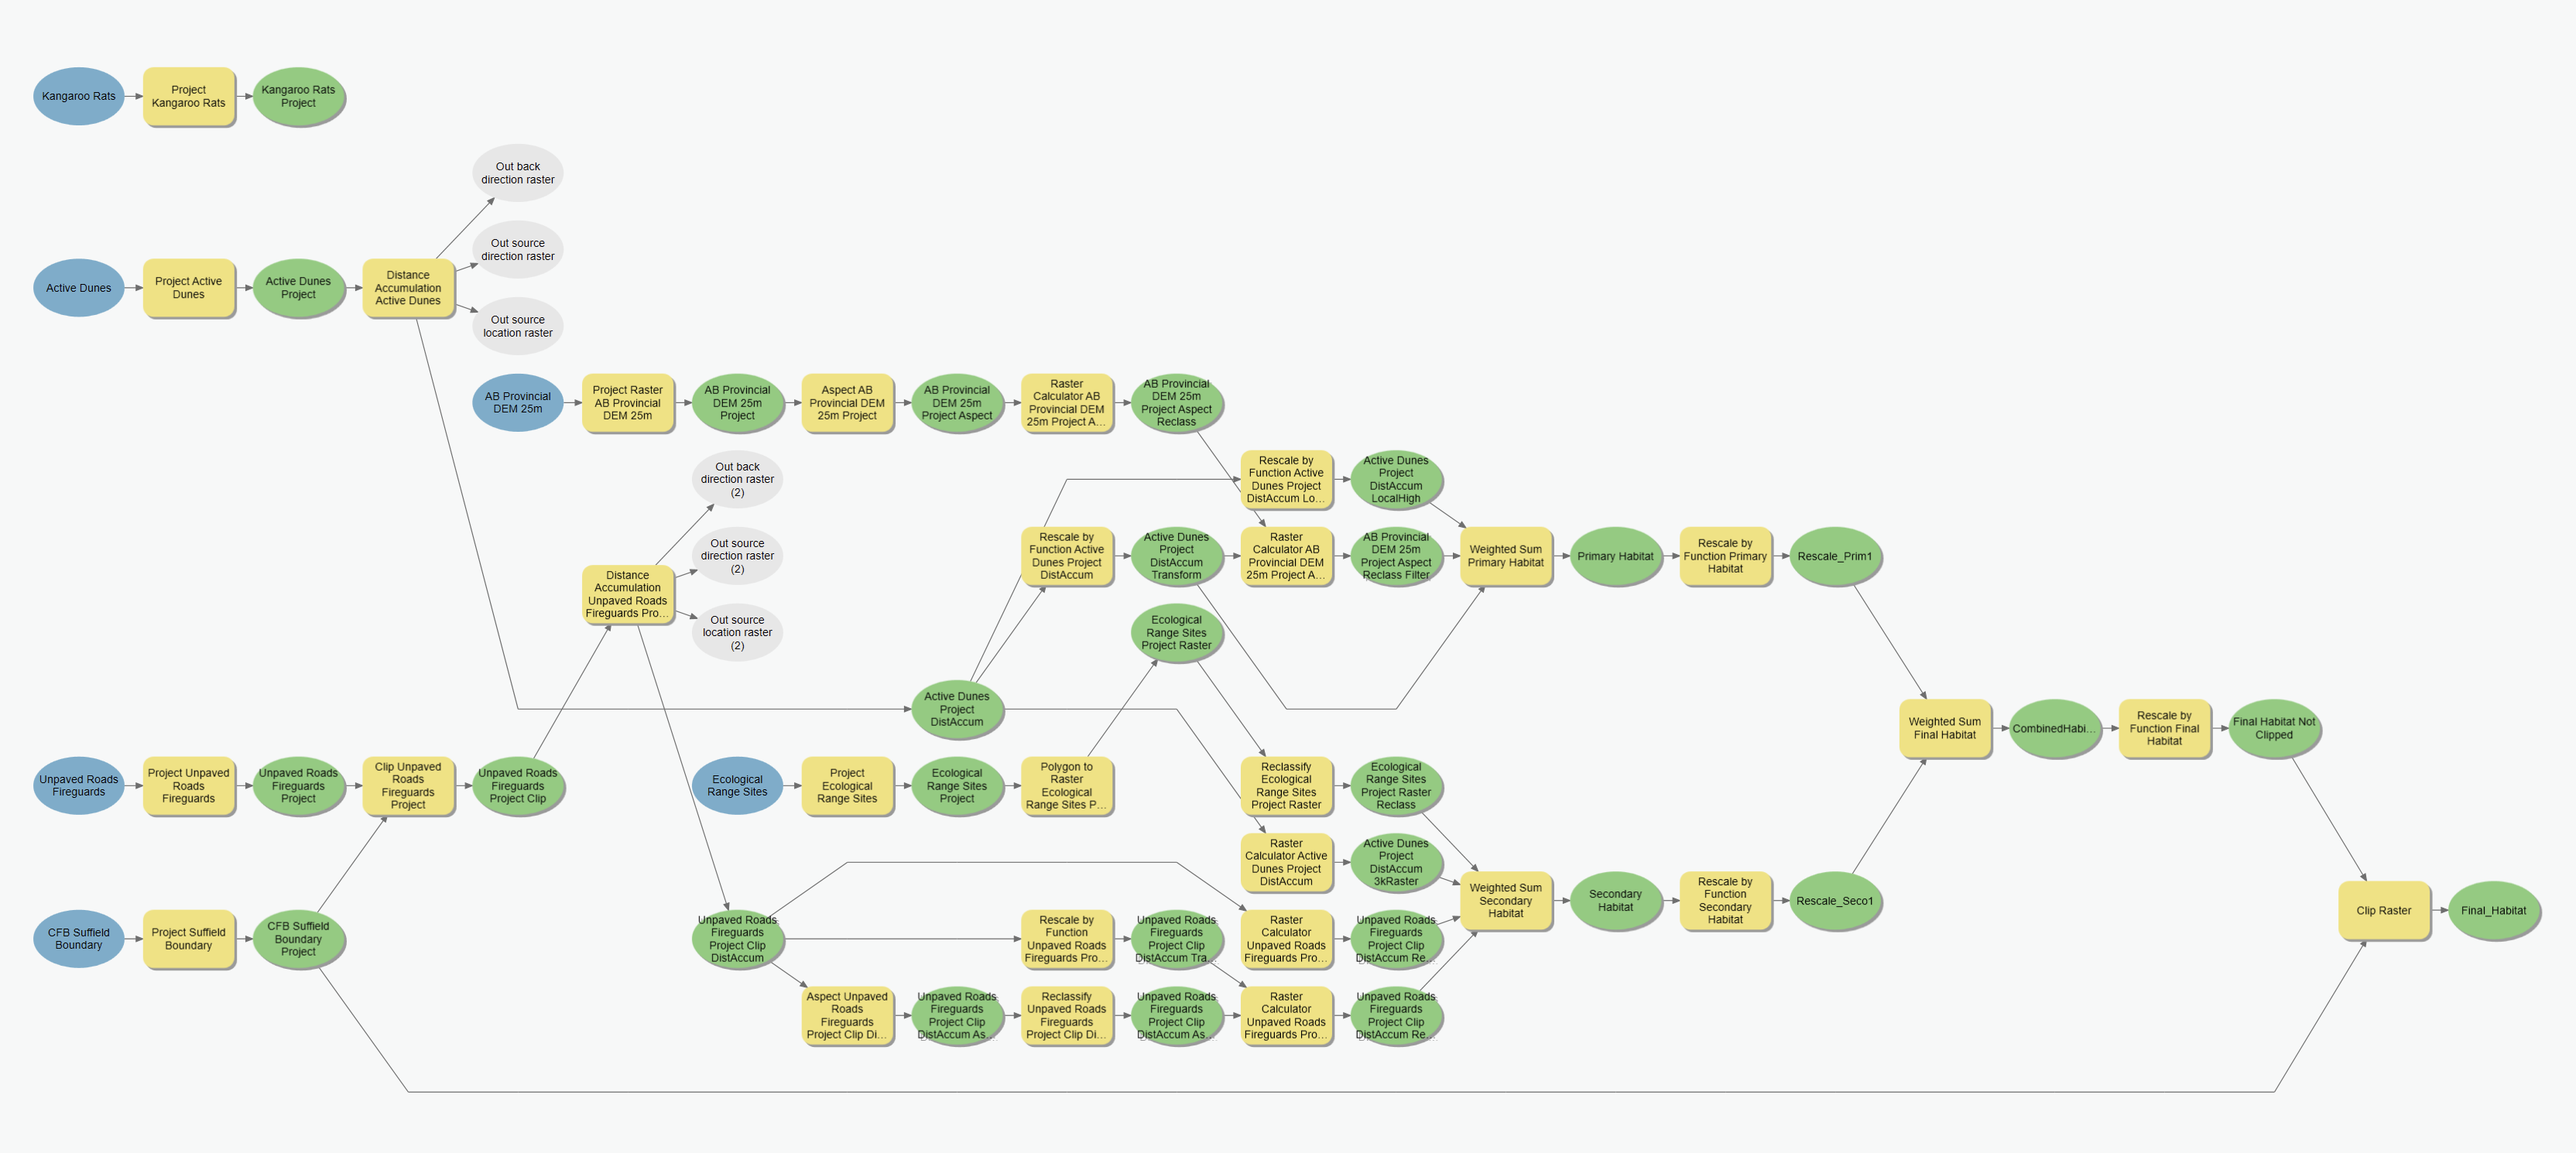 Kangaroo Rats
Project
Kangaroo Rats
Kangaroo Rats
Project
Out back
direction raster
Out source
direction raster
Active Dunes
Project Active
Dunes
Active Dunes
Project
Distance
Accumulation
Active Dunes
Out source
location raster
AB Provincial
DEM 25m
Project Raster
AB Provincial
DEM 25m
AB Provincial
DEM 25m
Project
Aspect AB
Provincial DEM
25m Project
AB Provincial
DEM 25m
Project Aspect
Raster
Calculator AB
Provincial DEM
25m Project A...
AB Provincial
DEM 25m
Project Aspect
Reclass
Out back
direction raster
(2)
Rescale by
Function Active
Dunes Project
DistAccum Lo...
Active Dunes
Project
DistAccum
LocalHigh
Out source
direction raster
(2)
Rescale by
Function Active
Dunes Project
DistAccum
Active Dunes
Project
DistAccum
Transform
Raster
Calculator AB
Provincial DEM
25m Project A...
AB Provincial
DEM 25m
Project Aspect
Reclass Filter
Weighted Sum
Primary Habitat
Primary Habitat
Rescale by
Function Primary
Habitat
Rescale_Prim1
Distance
Accumulation
Unpaved Roads
Fireguards Pro...
Out source
location raster
(2)
Ecological
Range Sites
Project Raster
Active Dunes
Project
DistAccum
Weighted Sum
Final Habitat
CombinedHabi...
Rescale by
Function Final
Habitat
Final Habitat Not
Clipped
Unpaved Roads
Fireguards
Project Unpaved
Roads
Fireguards
Unpaved Roads
Fireguards
Project
Clip Unpaved
Roads
Fireguards
Project
Unpaved Roads
Fireguards
Project Clip
Ecological
Range Sites
Project
Ecological
Range Sites
Ecological
Range Sites
Project
Polygon to
Raster
Ecological
Range Sites P...
Reclassify
Ecological
Range Sites
Project Raster
Ecological
Range Sites
Project Raster
Reclass
Raster
Calculator Active
Dunes Project
DistAccum
Active Dunes
Project
DistAccum
3kRaster
Weighted Sum
Secondary
Habitat
Secondary
Habitat
Rescale by
Function
Secondary
Habitat
Rescale_Seco1
Clip Raster
Final_Habitat
CFB Suffield
Boundary
Project Suffield
Boundary
CFB Suffield
Boundary
Project
Unpaved Roads
Fireguards
Project Clip
DistAccum
Rescale by
Function
Unpaved Roads
Fireguards Pro...
Unpaved Roads
Fireguards
Project Clip
DistAccum Tra...
Raster
Calculator
Unpaved Roads
Fireguards Pro...
Unpaved Roads
Fireguards
Project Clip
DistAccum Re...
Aspect Unpaved
Roads
Fireguards
Project Clip Di...
Unpaved Roads
Fireguards
Project Clip
DistAccum As...
Reclassify
Unpaved Roads
Fireguards
Project Clip Di...
Unpaved Roads
Fireguards
Project Clip
DistAccum As...
Raster
Calculator
Unpaved Roads
Fireguards Pro...
Unpaved Roads
Fireguards
Project Clip
DistAccum Re...